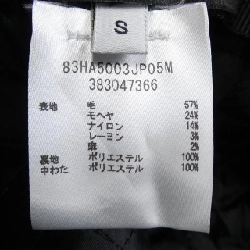 S
83HA5003JP05M
383047366
表地 毛 57%
モヘヤ 24%
ナイロン 14%
レーヨン 3%
麻 2%
裏地 ポリエステル 100%
中わた ポリエステル 100%